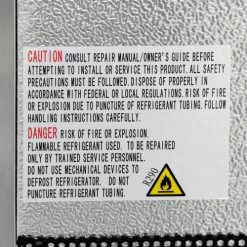 CAUTION CONSULT REPAIR MANUAL/OWNER'S GUIDE BEFORE
ATTEMPTING TO INSTALL OR SERVICE THIS PRODUCT. ALL SAFETY
PRECAUTIONS MUST BE FOLLOWED. DISPOSE OF PROPERLY
IN ACCORDANCE WITH FEDERAL OR LOCAL REGULATIONS. RISK OF FIRE
OR EXPLOSION DUE TO PUNCTURE OF REFRIGERANT TUBING. FOLLOW
HANDLING INSTRUCTIONS CAREFULLY.
DANGER RISK OF FIRE OR EXPLOSION.
FLAMMABLE REFRIGERANT USED. TO BE REPAIRED
ONLY BY TRAINED SERVICE PERSONNEL.
DO NOT USE MECHANICAL DEVICES TO
DEFROST REFRIGERATOR. DO NOT
PUNCTURE REFRIGERANT TUBING.
R290